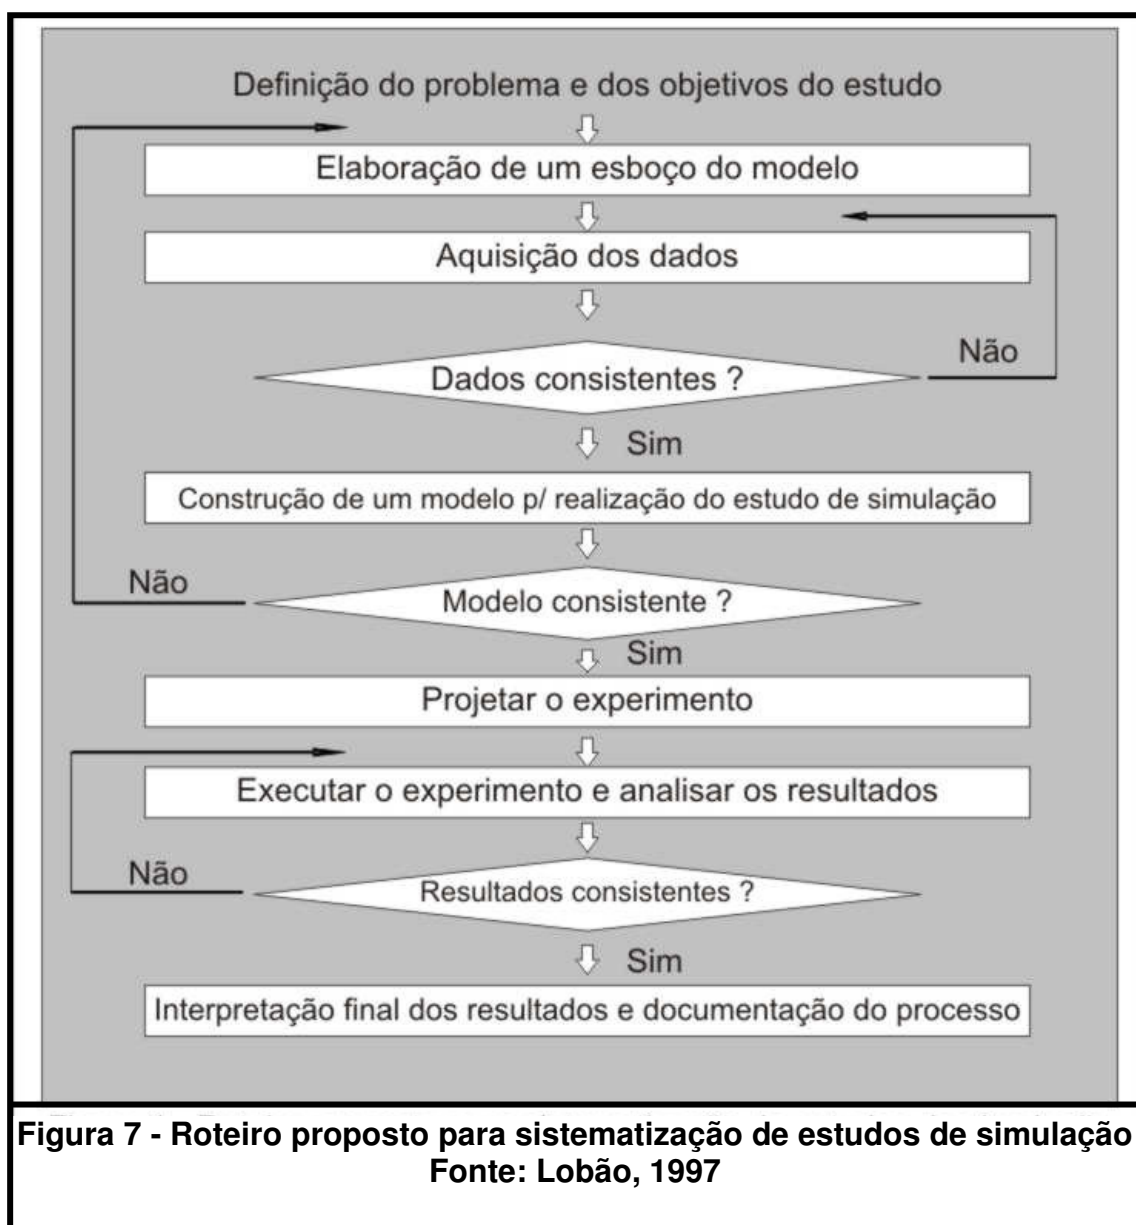 Definição do problema e dos objetivos do estudo
Elaboração de um esboço do modelo
Aquisição dos dados
Não
Dados consistentes ?
Sim
Construção de um modelo p/ realização do estudo de simulação
Não
Modelo consistente ?
Sim
Projetar o experimento
Executar o experimento e analisar os resultados
Não
Resultados consistentes ?
Sim
Interpretação final dos resultados e documentação do processo
Figura 7 - Roteiro proposto para sistematização de estudos de simulação
Fonte: Lobão, 1997